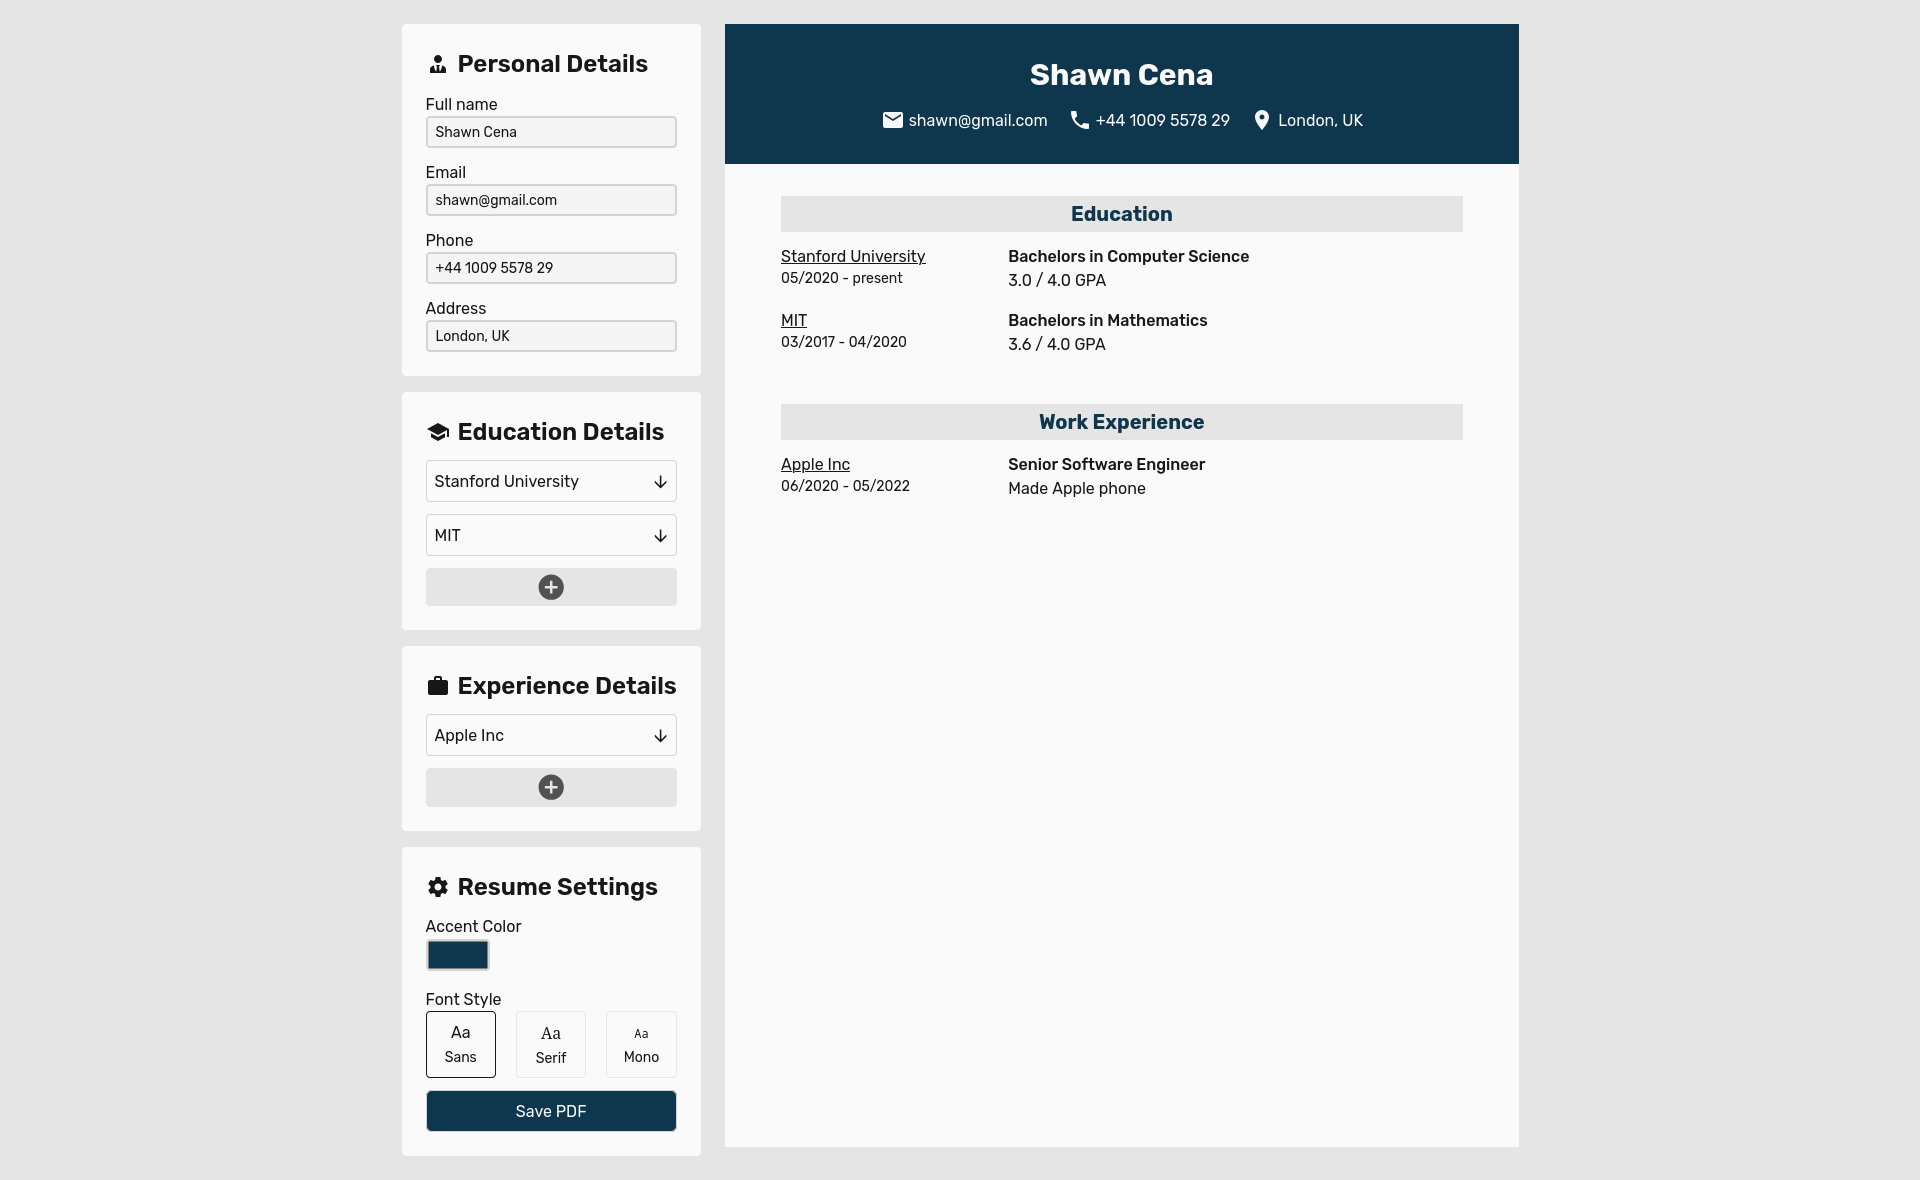 Personal Details
Full name
Shawn Cena
Email
shawn@gmail.com
Phone
+44 1009 5578 29
Address
London, UK
Education Details
Stanford University
MIT
Experience Details
Apple Inc
Resume Settings
Accent Color
Font Style
Aa Aa Aa
Sans Serif Mono
Save PDF
Shawn Cena
shawn@gmail.com +44 1009 5578 29 London, UK
Education
Stanford University Bachelors in Computer Science
05/2020 - present 3.0 / 4.0 GPA
MIT Bachelors in Mathematics
03/2017 - 04/2020 3.6 / 4.0 GPA
Work Experience
Apple Inc Senior Software Engineer
06/2020 - 05/2022 Made Apple phone